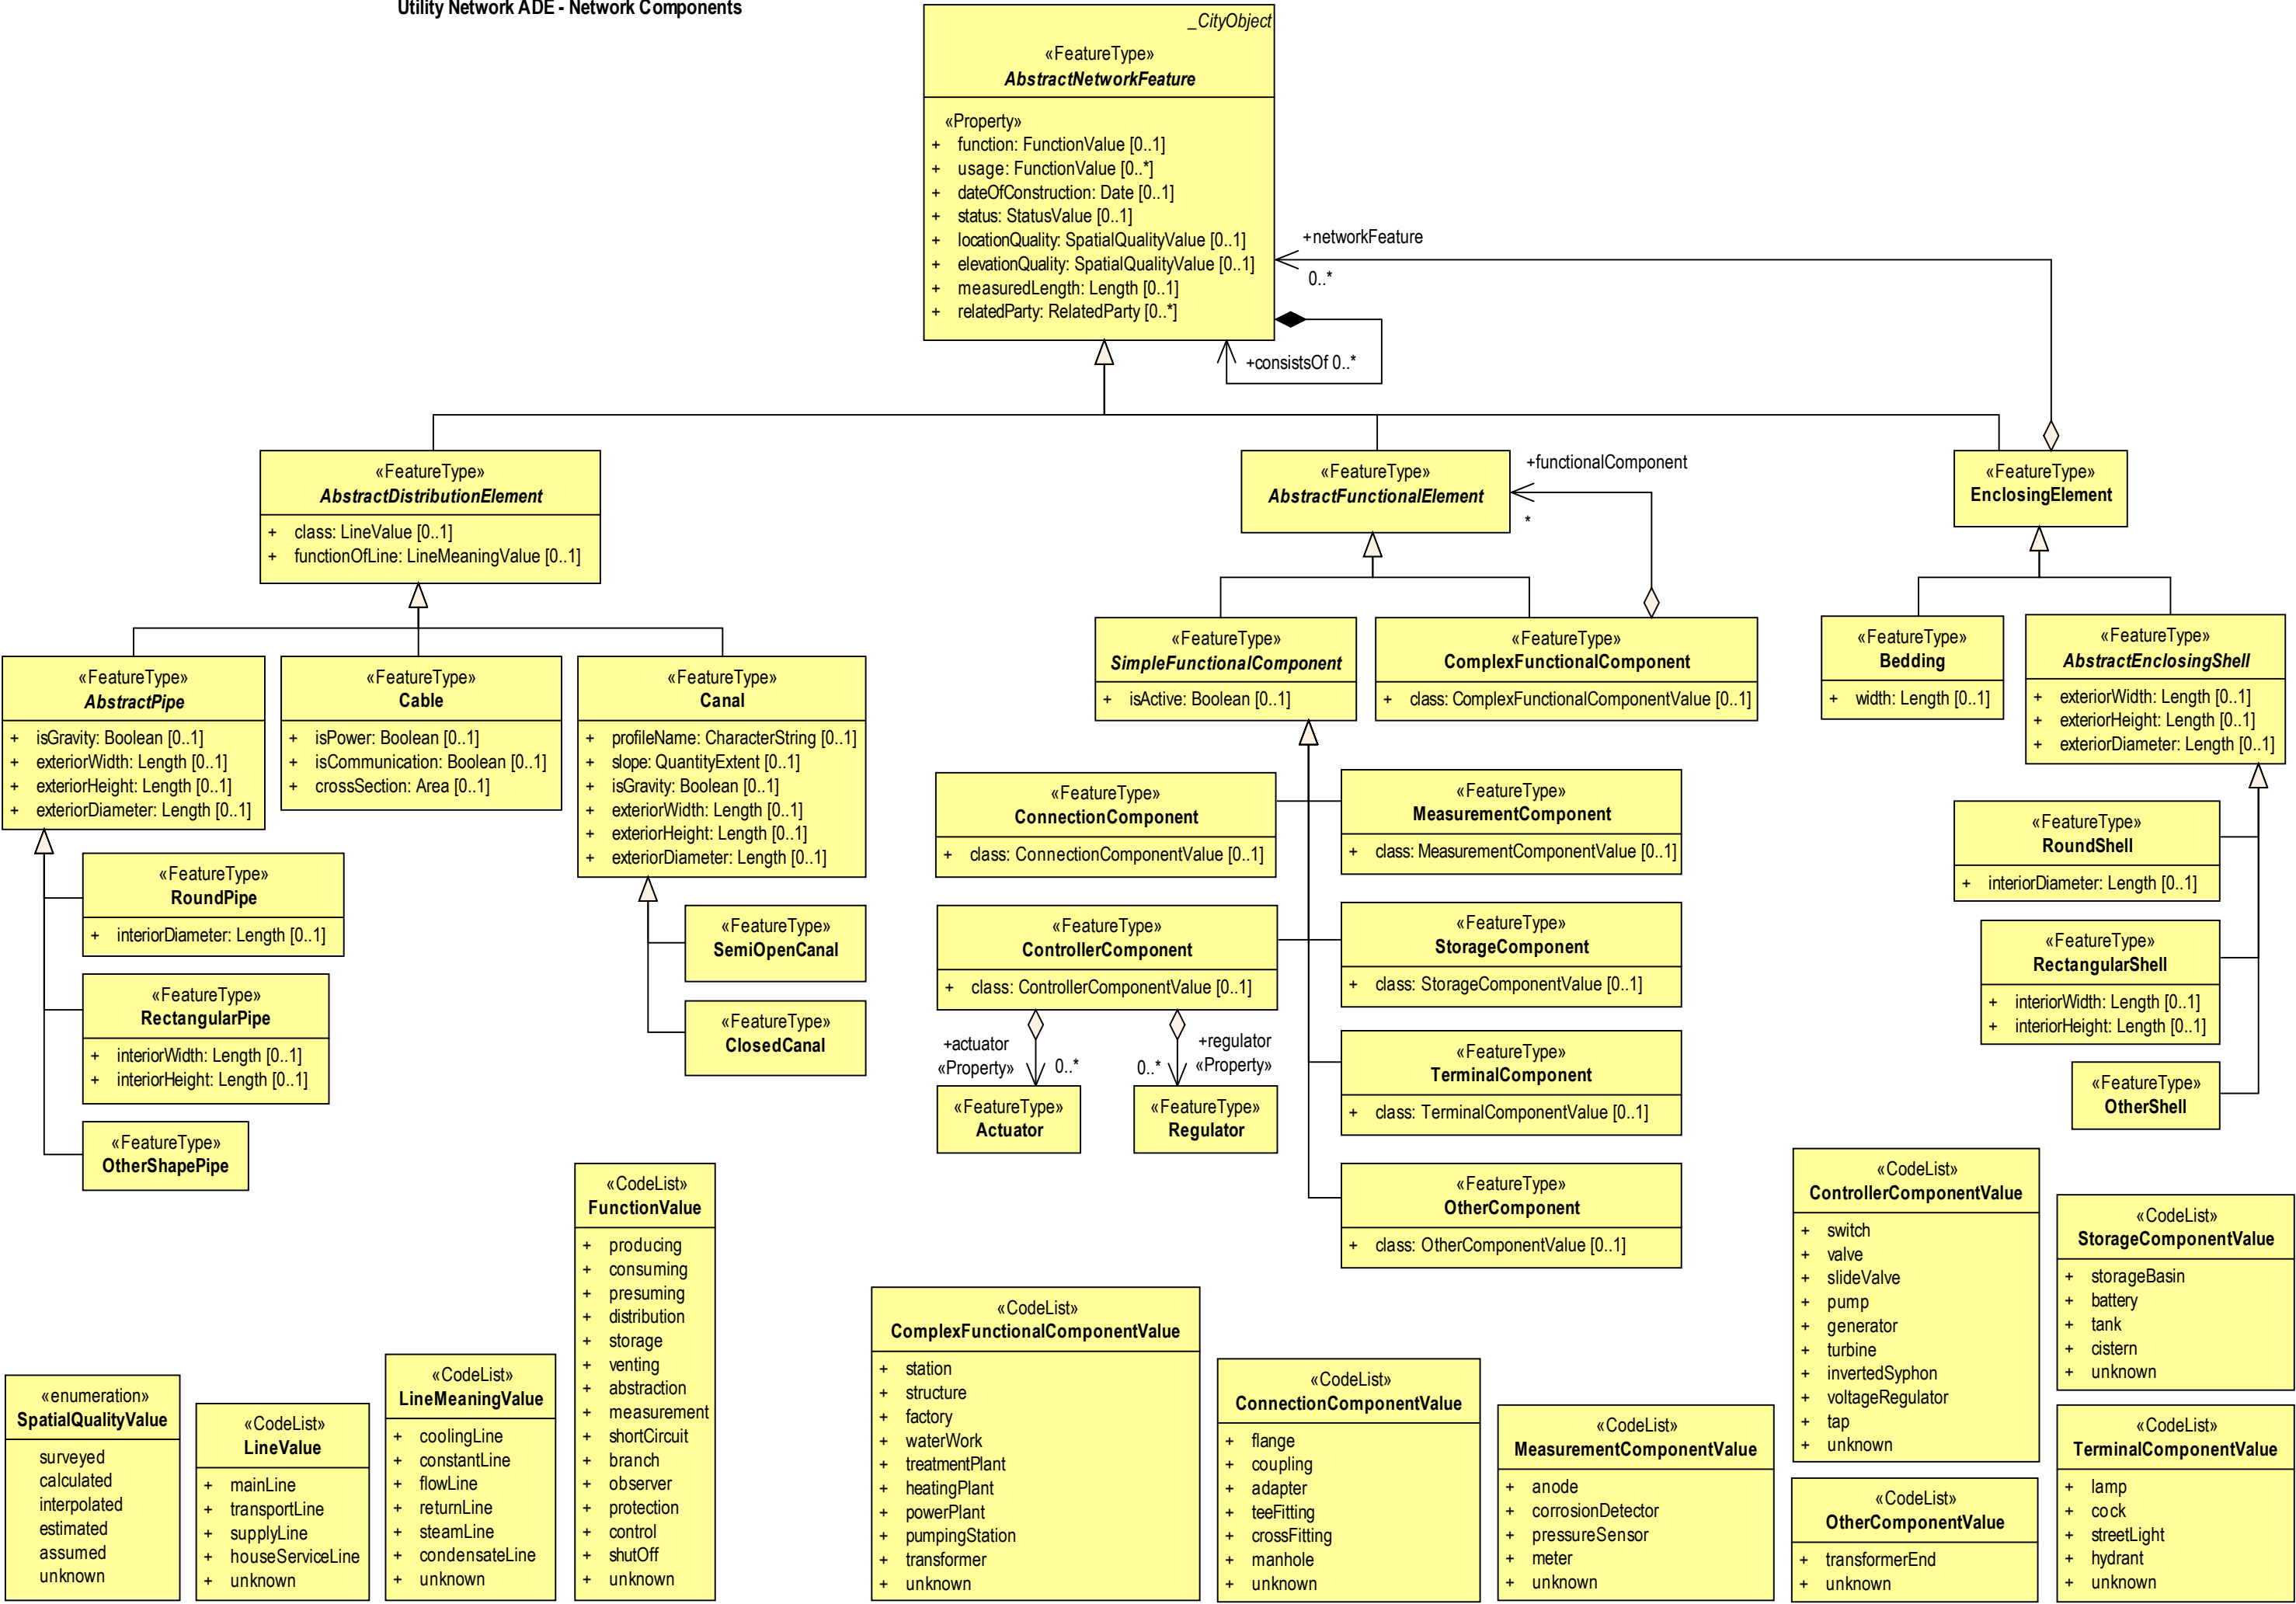 Utility Network ADE - Network Components
_CityObject
«FeatureType»
AbstractNetworkFeature
«Property»
+ function: FunctionValue [0..1]
+ usage: FunctionValue [0..*]
+ dateOfConstruction: Date [0..1]
+ status: StatusValue [0..1]
+ locationQuality: SpatialQualityValue [0..1]
+ elevationQuality: SpatialQualityValue [0..1]
+ measuredLength: Length [0..1]
+ relatedParty: RelatedParty [0..*]
+networkFeature
0..*
+consistsOf 0..*
«FeatureType»
AbstractDistributionElement
+ class: LineValue [0..1]
+ functionOfLine: LineMeaningValue [0..1]
«FeatureType»
AbstractFunctionalElement
+functionalComponent
*
«FeatureType»
EnclosingElement
«FeatureType»
AbstractPipe
+ isGravity: Boolean [0..1]
+ exteriorWidth: Length [0..1]
+ exteriorHeight: Length [0..1]
+ exteriorDiameter: Length [0..1]
«FeatureType»
Cable
+ isPower: Boolean [0..1]
+ isCommunication: Boolean [0..1]
+ crossSection: Area [0..1]
«FeatureType»
Canal
+ profileName: CharacterString [0..1]
+ slope: QuantityExtent [0..1]
+ isGravity: Boolean [0..1]
+ exteriorWidth: Length [0..1]
+ exteriorHeight: Length [0..1]
+ exteriorDiameter: Length [0..1]
«FeatureType»
SimpleFunctionalComponent
+ isActive: Boolean [0..1]
«FeatureType»
ComplexFunctionalComponent
+ class: ComplexFunctionalComponentValue [0..1]
«FeatureType»
Bedding
+ width: Length [0..1]
«FeatureType»
AbstractEnclosingShell
+ exteriorWidth: Length [0..1]
+ exteriorHeight: Length [0..1]
+ exteriorDiameter: Length [0..1]
«FeatureType»
RoundPipe
+ interiorDiameter: Length [0..1]
«FeatureType»
RectangularPipe
+ interiorWidth: Length [0..1]
+ interiorHeight: Length [0..1]
«FeatureType»
OtherShapePipe
«FeatureType»
SemiOpenCanal
«FeatureType»
ClosedCanal
«FeatureType»
ConnectionComponent
+ class: ConnectionComponentValue [0..1]
«FeatureType»
MeasurementComponent
+ class: MeasurementComponentValue [0..1]
«FeatureType»
ControllerComponent
+ class: ControllerComponentValue [0..1]
«FeatureType»
StorageComponent
+ class: StorageComponentValue [0..1]
+actuator
«Property»
0..*
+regulator
0..*
«Property»
«FeatureType»
Actuator
«FeatureType»
Regulator
«FeatureType»
TerminalComponent
+ class: TerminalComponentValue [0..1]
«FeatureType»
OtherComponent
+ class: OtherComponentValue [0..1]
«FeatureType»
RoundShell
+ interiorDiameter: Length [0..1]
«FeatureType»
RectangularShell
+ interiorWidth: Length [0..1]
+ interiorHeight: Length [0..1]
«FeatureType»
OtherShell
«enumeration»
SpatialQualityValue
surveyed
calculated
interpolated
estimated
assumed
unknown
«CodeList»
LineValue
+ mainLine
+ transportLine
+ supplyLine
+ houseServiceLine
+ unknown
«CodeList»
LineMeaningValue
+ coolingLine
+ constantLine
+ flowLine
+ returnLine
+ steamLine
+ condensateLine
+ unknown
«CodeList»
FunctionValue
+ producing
+ consuming
+ presuming
+ distribution
+ storage
+ venting
+ abstraction
+ measurement
+ shortCircuit
+ branch
+ observer
+ protection
+ control
+ shutOff
+ unknown
«CodeList»
ComplexFunctionalComponentValue
+ station
+ structure
+ factory
+ waterWork
+ treatmentPlant
+ heatingPlant
+ powerPlant
+ pumpingStation
+ transformer
+ unknown
«CodeList»
ConnectionComponentValue
+ flange
+ coupling
+ adapter
+ teeFitting
+ crossFitting
+ manhole
+ unknown
«CodeList»
MeasurementComponentValue
+ anode
+ corrosionDetector
+ pressureSensor
+ meter
+ unknown
«CodeList»
ControllerComponentValue
+ switch
+ valve
+ slideValve
+ pump
+ generator
+ turbine
+ invertedSyphon
+ voltageRegulator
+ tap
+ unknown
«CodeList»
OtherComponentValue
+ transformerEnd
+ unknown
«CodeList»
StorageComponentValue
+ storageBasin
+ battery
+ tank
+ cistern
+ unknown
«CodeList»
TerminalComponentValue
+ lamp
+ cock
+ streetLight
+ hydrant
+ unknown